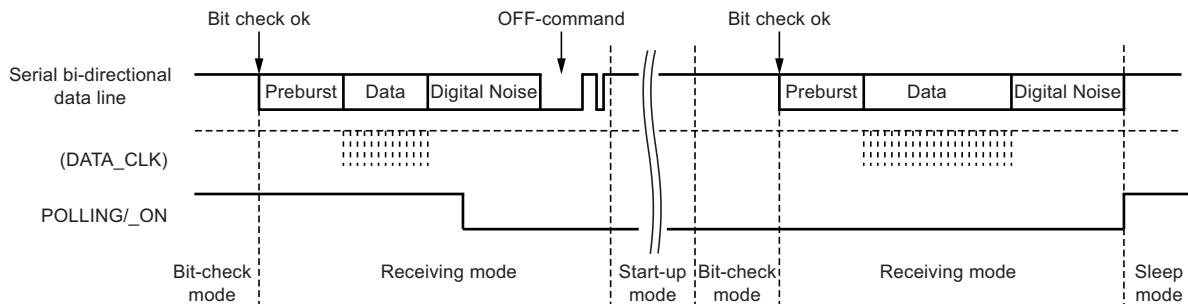 Bit check ok
OFF-command
Bit check ok
Serial bi-directional
data line
Preburst
Data
Digital Noise
Preburst
Data
Digital Noise
(DATA_CLK)
POLLING/_ON
Bit-check
mode
Receiving mode
Start-up
mode
Bit-check
mode
Receiving mode
Sleep
mode